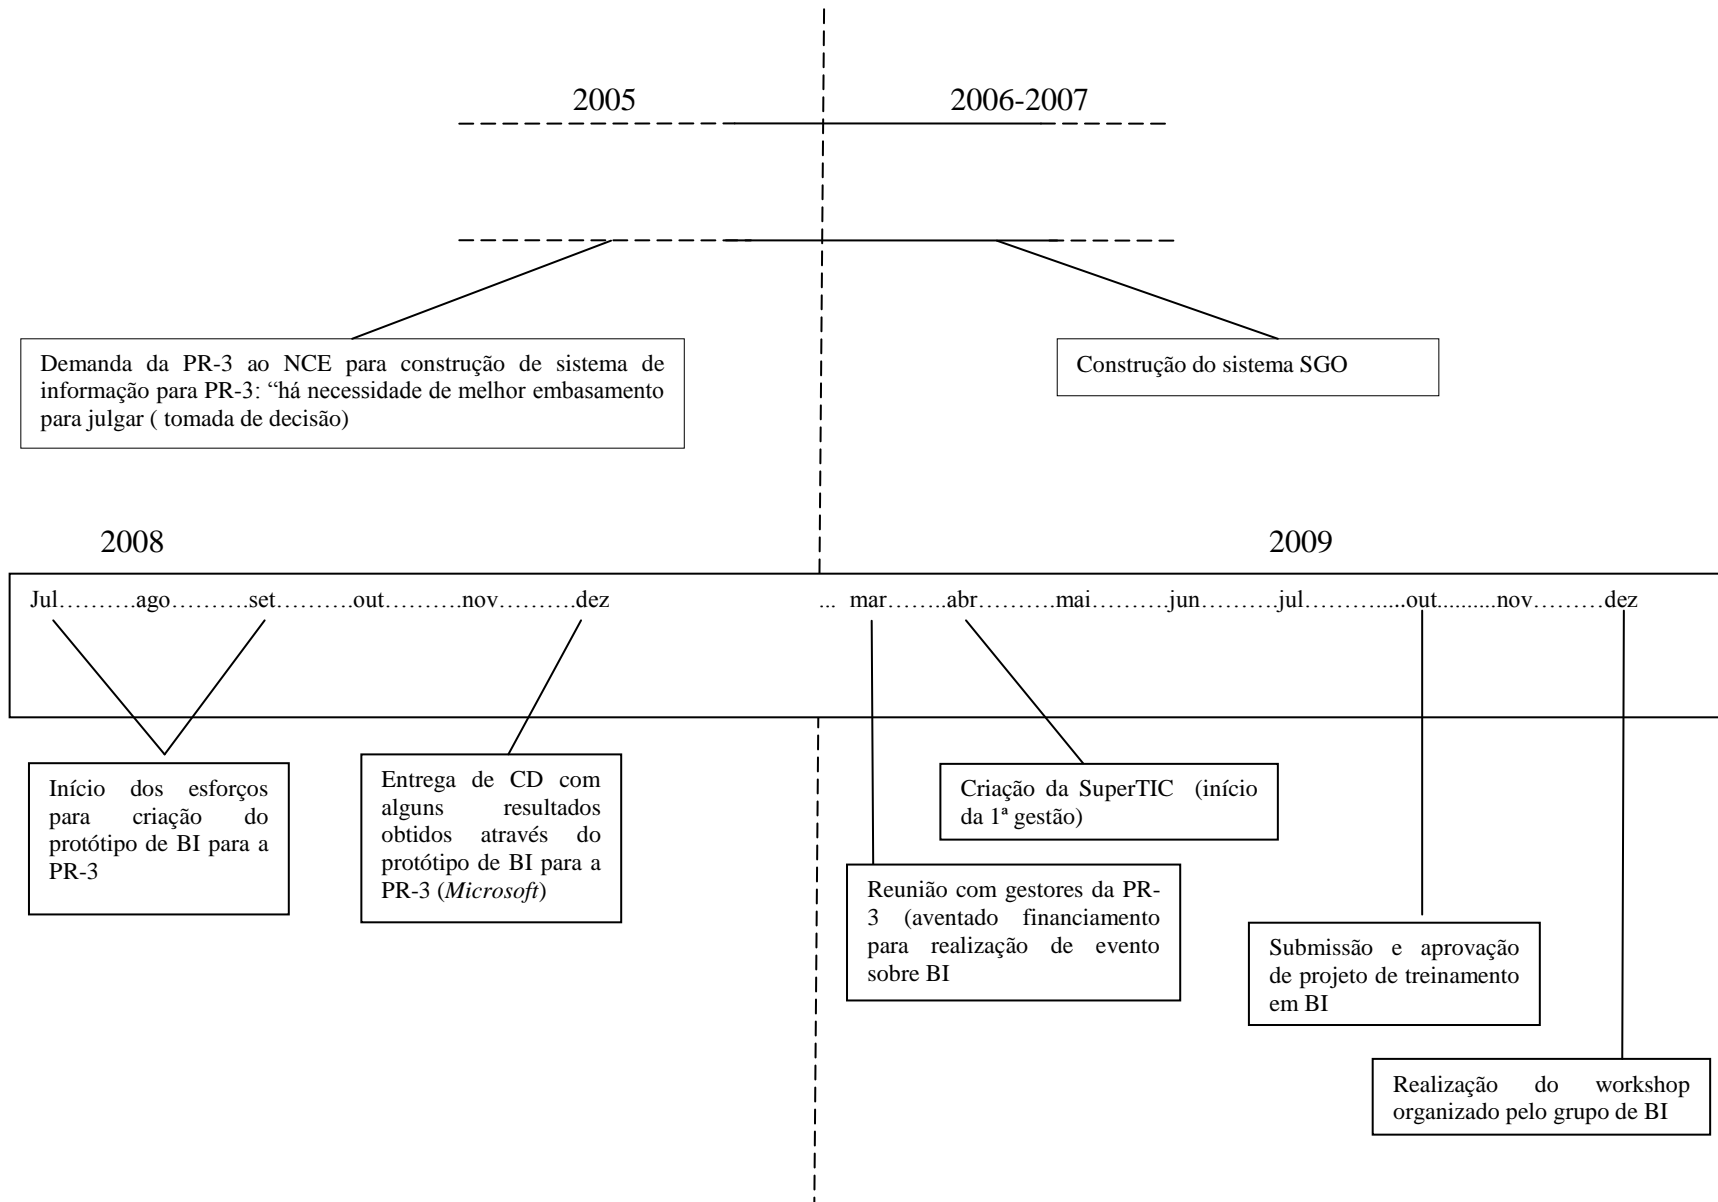 2005
2006-2007
Demanda da PR-3 ao NCE para construção de sistema de
informação para PR-3: “há necessidade de melhor embasamento
para julgar ( tomada de decisão)
Construção do sistema SGO
2008
2009
Jul……….ago……….set……….out……….nov……….dez
... mar……..abr……….mai……….jun……….jul……….....out..........nov………dez
Início dos esforços
para criação do
protótipo de BI para a
PR-3
Entrega de CD com
alguns resultados
obtidos através do
protótipo de BI para a
PR-3 (Microsoft)
Criação da SuperTIC (início
da 1ª gestão)
Reunião com gestores da PR-
3 (aventado financiamento
para realização de evento
sobre BI
Submissão e aprovação
de projeto de treinamento
em BI
Realização do workshop
organizado pelo grupo de BI